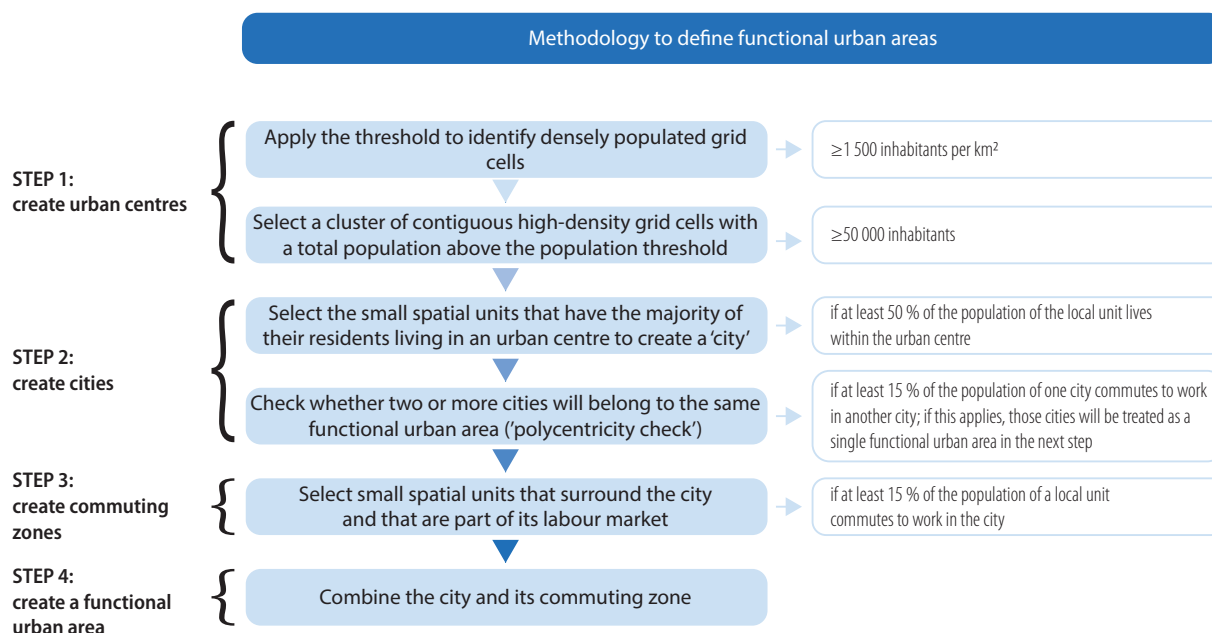 Methodology to define functional urban areas
STEP 1:
create urban centres
Apply the threshold to identify densely populated grid
cells
≥1 500 inhabitants per km²
Select a cluster of contiguous high-density grid cells with
a total population above the population threshold
≥50 000 inhabitants
STEP 2:
create cities
Select the small spatial units that have the majority of
their residents living in an urban centre to create a ‘city’
if at least 50 % of the population of the local unit lives
within the urban centre
Check whether two or more cities will belong to the same
functional urban area (’polycentricity check’)
if at least 15 % of the population of one city commutes to work
in another city; if this applies, those cities will be treated as a
single functional urban area in the next step
STEP 3:
create commuting
zones
Select small spatial units that surround the city
and that are part of its labour market
if at least 15 % of the population of a local unit
commutes to work in the city
STEP 4:
create a functional
urban area
Combine the city and its commuting zone